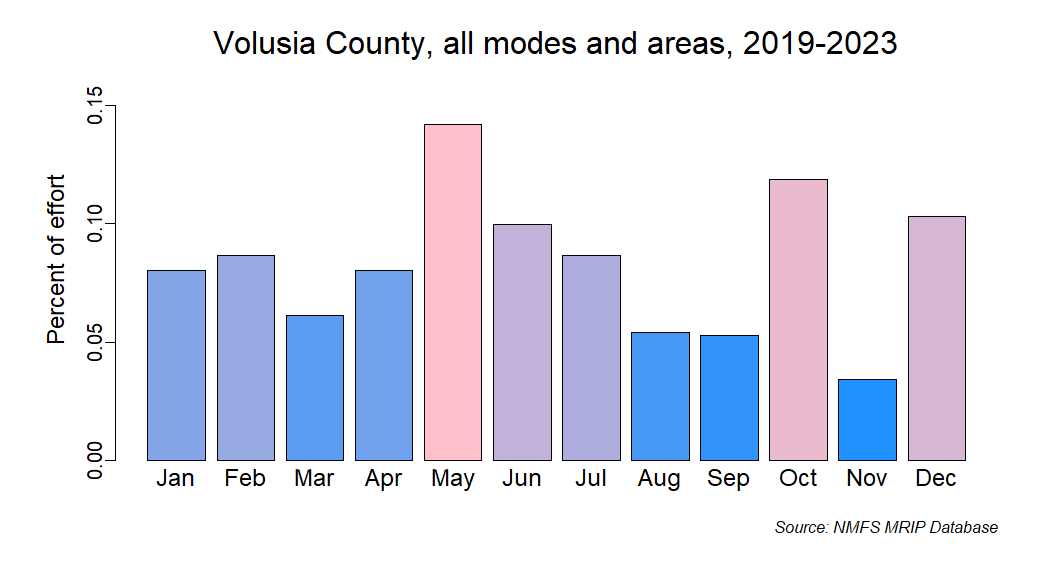 Volusia County, all modes and areas, 2019-2023
Percent of effort
0.15
0.10
0.05
0.00
Jan Feb Mar Apr May Jun Jul Aug Sep Oct Nov Dec
Source: NMFS MRIP Database